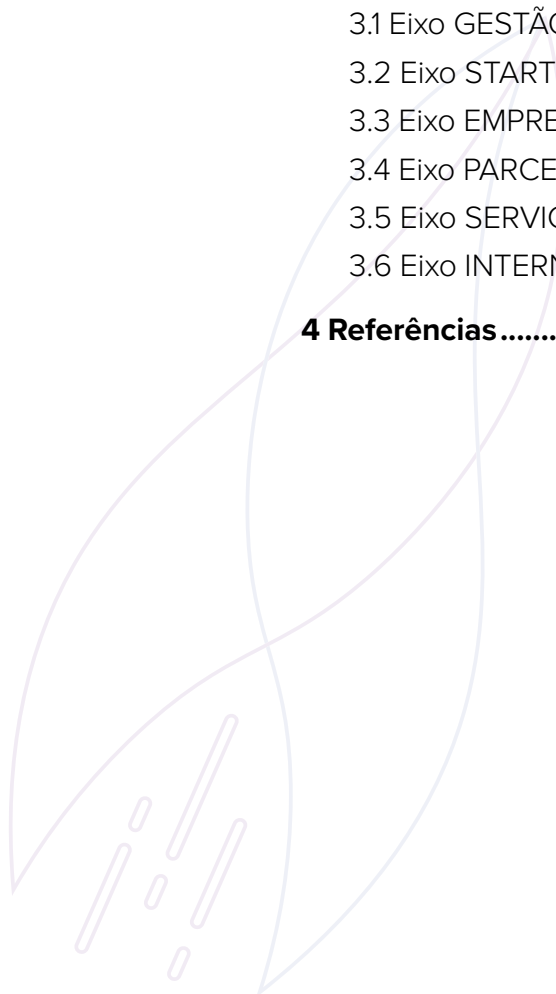 3.1 Eixo GESTÃO
3.2 Eixo START
3.3 Eixo EMPRE
3.4 Eixo PARCE
3.5 Eixo SERVIÇ
3.6 Eixo INTERN
4 Referências.......